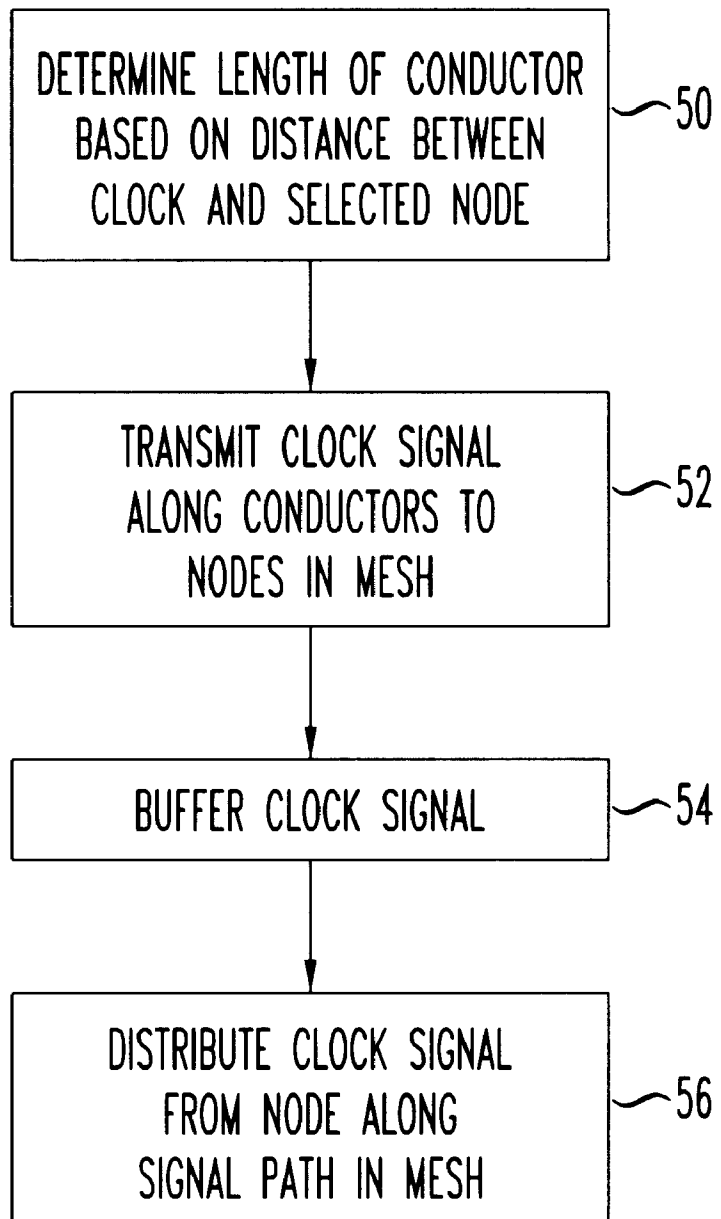 DETERMINE LENGTH OF CONDUCTOR
BASED ON DISTANCE BETWEEN
CLOCK AND SELECTED NODE
50
TRANSMIT CLOCK SIGNAL
ALONG CONDUCTORS TO
NODES IN MESH
52
BUFFER CLOCK SIGNAL
54
DISTRIBUTE CLOCK SIGNAL
FROM NODE ALONG
SIGNAL PATH IN MESH
56